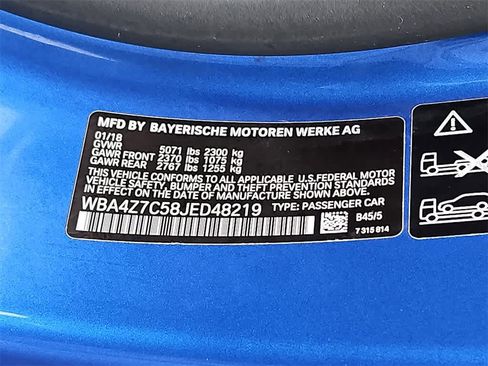 MFD BY BAYERISCHE MOTOREN WERKE AG
01/18
GVWR 5071 lbs 2300 kg
GAWR FRONT 2370 lbs 1075 kg
GAWR REAR 2767 lbs 1255 kg
THIS VEHICLE CONFORMS TO ALL APPLICABLE U.S.FEDERAL MOTOR
VEHICLE SAFETY, BUMPER, AND THEFT PREVENTION STANDARDS
IN EFFECT ON THE DATE OF MANUFACTURE SHOWN ABOVE.
WBA4Z7C58JED48219 TYPE: PASSENGER CAR
B45/5
7 315 814